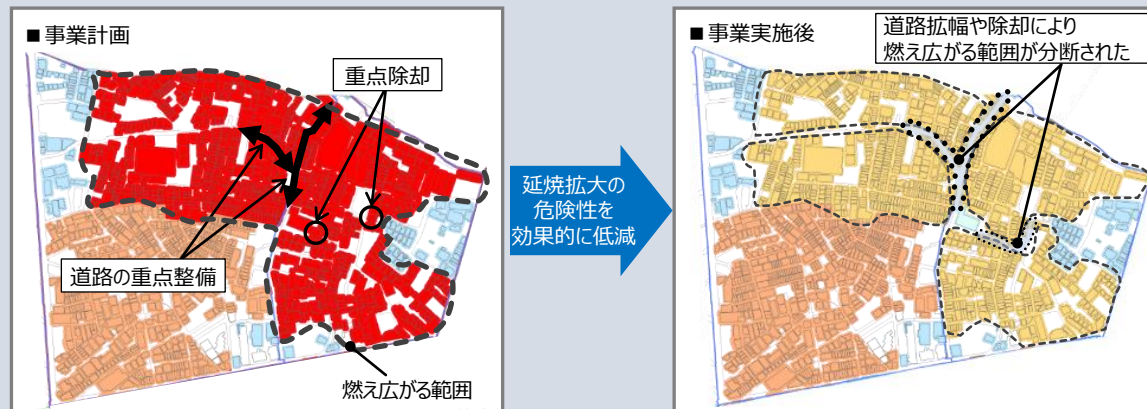 ■ 事業計画
重点除却
道路の重点整備
燃え広がる範囲
延焼拡大の
危険性を
効果的に低減
■ 事業実施後
道路拡幅や除却により
燃え広がる範囲が分断された